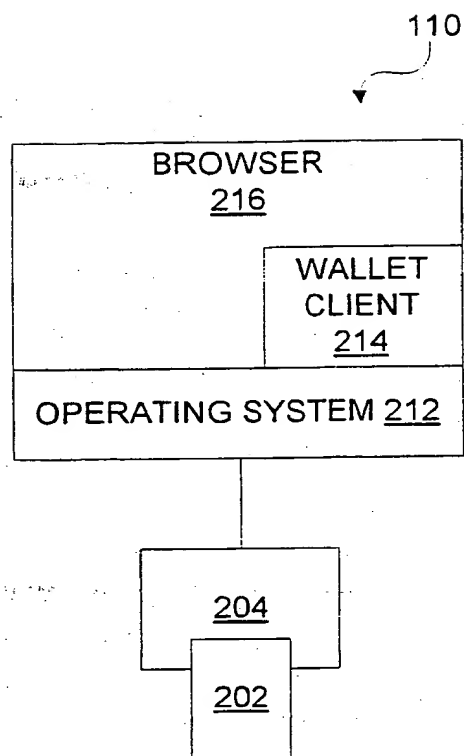 110
BROWSER
216
WALLET
CLIENT
214
OPERATING SYSTEM 212
204
202